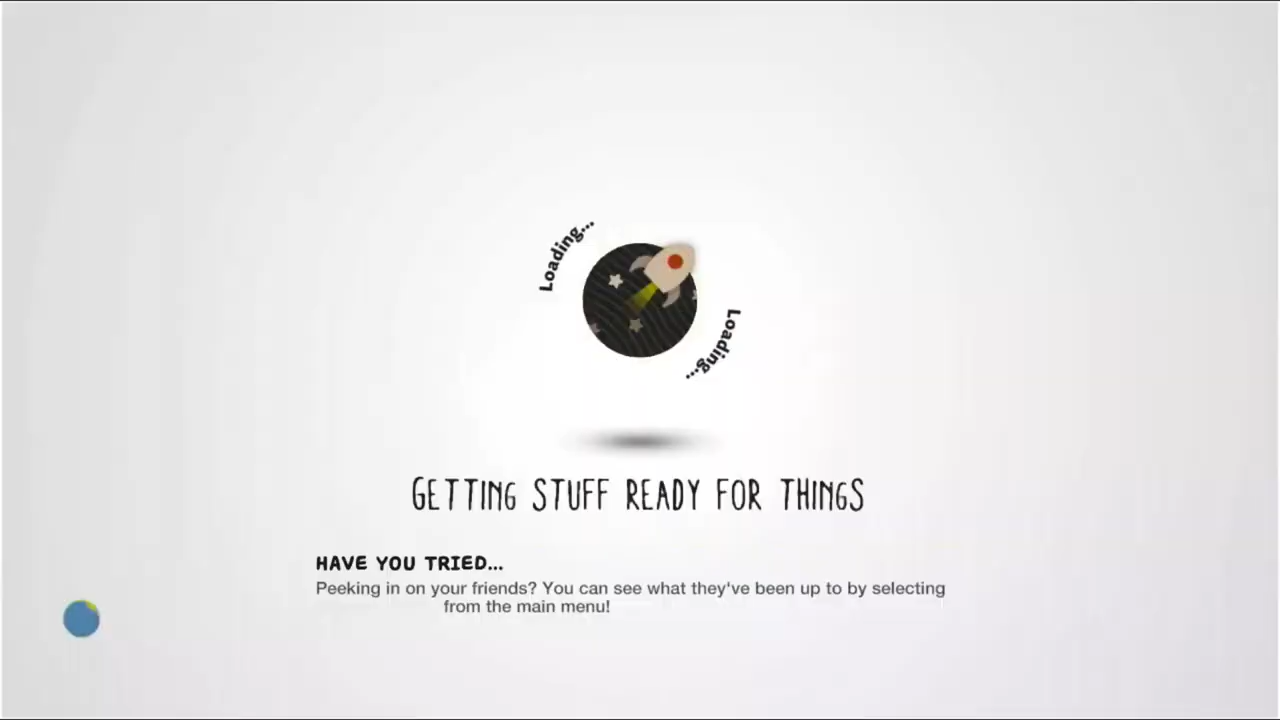 Loading...
Loading...
GETTING STUFF READY FOR THINGS
HAVE YOU TRIED...
Peeking in on your friends? You can see what they've been up to by selecting
from the main menu!